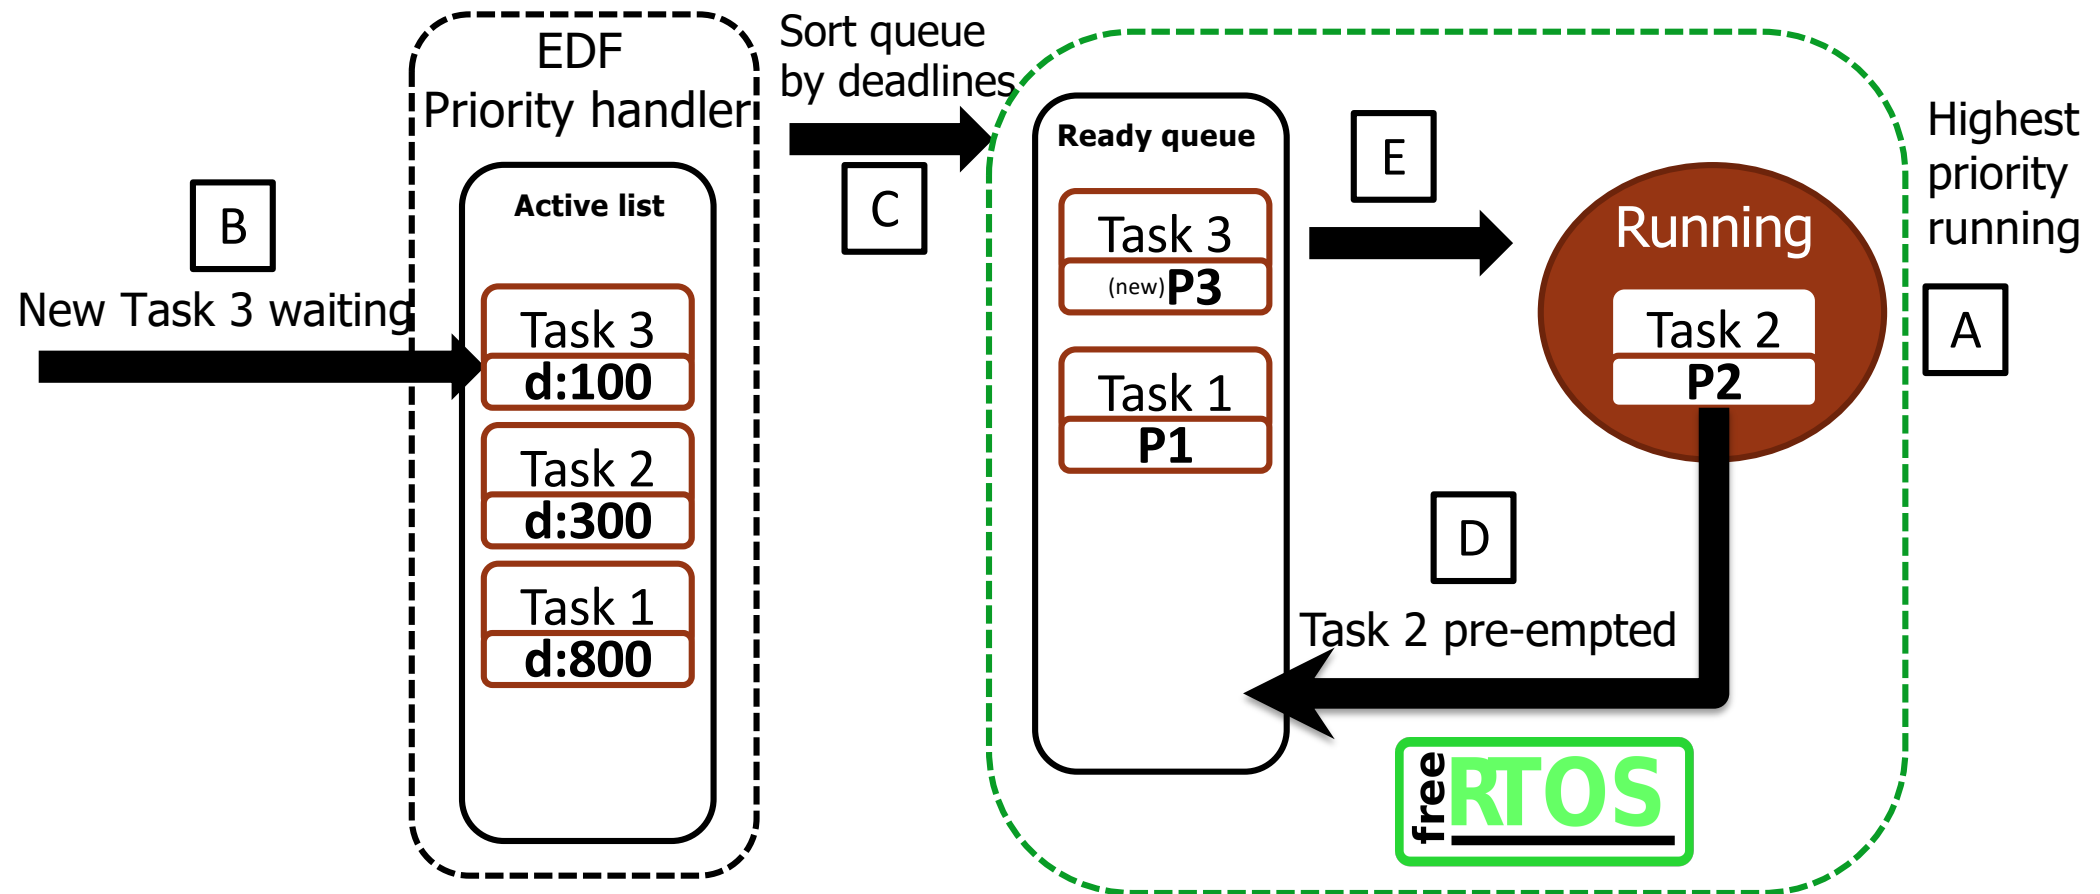 B
New Task 3 waiting
EDF
Priority handler
Active list
Task 3
d:100
Task 2
d:300
Task 1
d:800
Sort queue
by deadlines
C
Ready queue
Task 3
(new) P3
Task 1
P1
E
Running
Task 2
P2
D
Task 2 pre-empted
free RTOS
Highest
priority
running
A